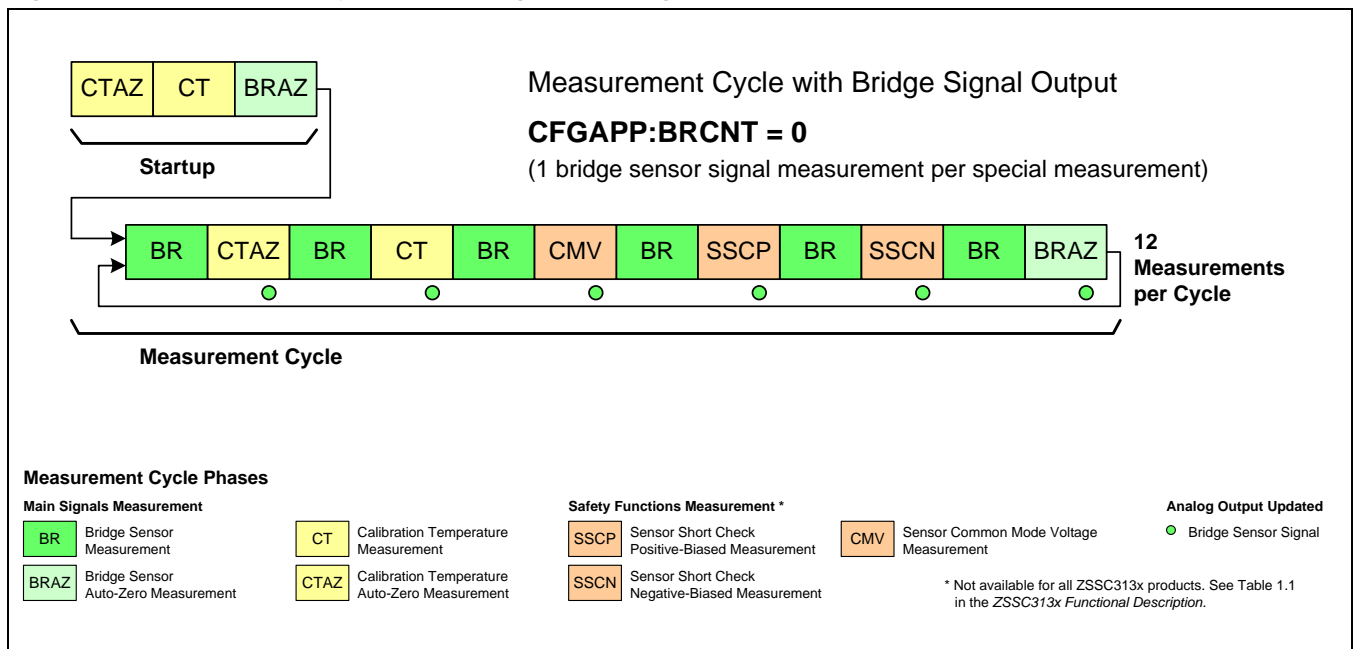 CTAZ CT BRAZ
Startup
Measurement Cycle with Bridge Signal Output
CFGAPP:BRCNT = 0
(1 bridge sensor signal measurement per special measurement)
BR CTAZ BR CT BR CMV BR SSCP BR SSCN BR BRAZ
12
Measurements
per Cycle
Measurement Cycle
Measurement Cycle Phases
Main Signals Measurement
BR Bridge Sensor
Measurement
BRAZ Bridge Sensor
Auto-Zero Measurement
CT Calibration Temperature
Measurement
CTAZ Calibration Temperature
Auto-Zero Measurement
Safety Functions Measurement *
SSCP Sensor Short Check
Positive-Biased Measurement
SSCN Sensor Short Check
Negative-Biased Measurement
CMV Sensor Common Mode Voltage
Measurement
Analog Output Updated
Bridge Sensor Signal
* Not available for all ZSSC313x products. See Table 1.1
in the ZSSC313x Functional Description.